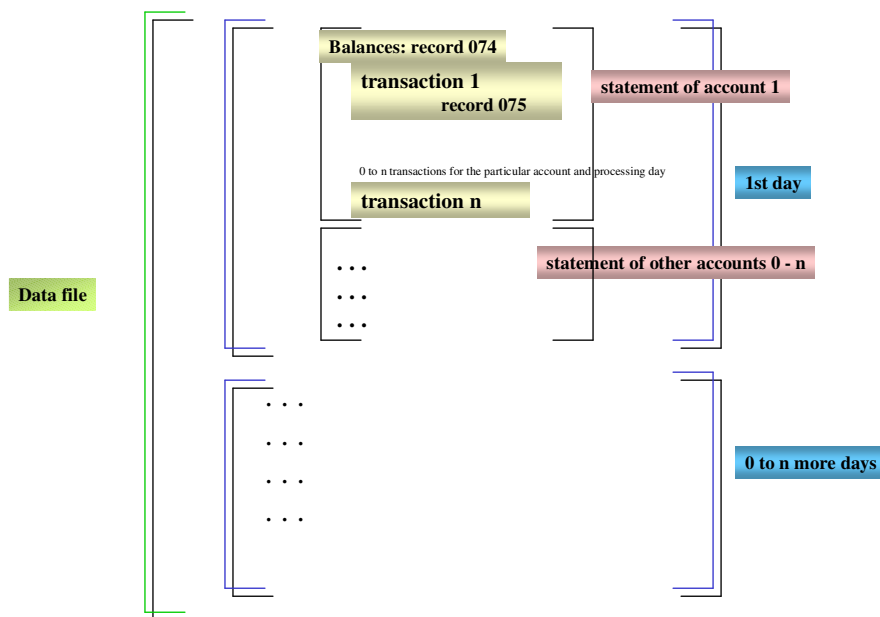 Balances: record 074
transaction 1
record 075
statement of account 1
0 to n transactions for the particular account and processing day
1st day
transaction n
statement of other accounts 0 - n
. . .
Data file
. . .
. . .
. . .
. . .
0 to n more days
. . .
. . .